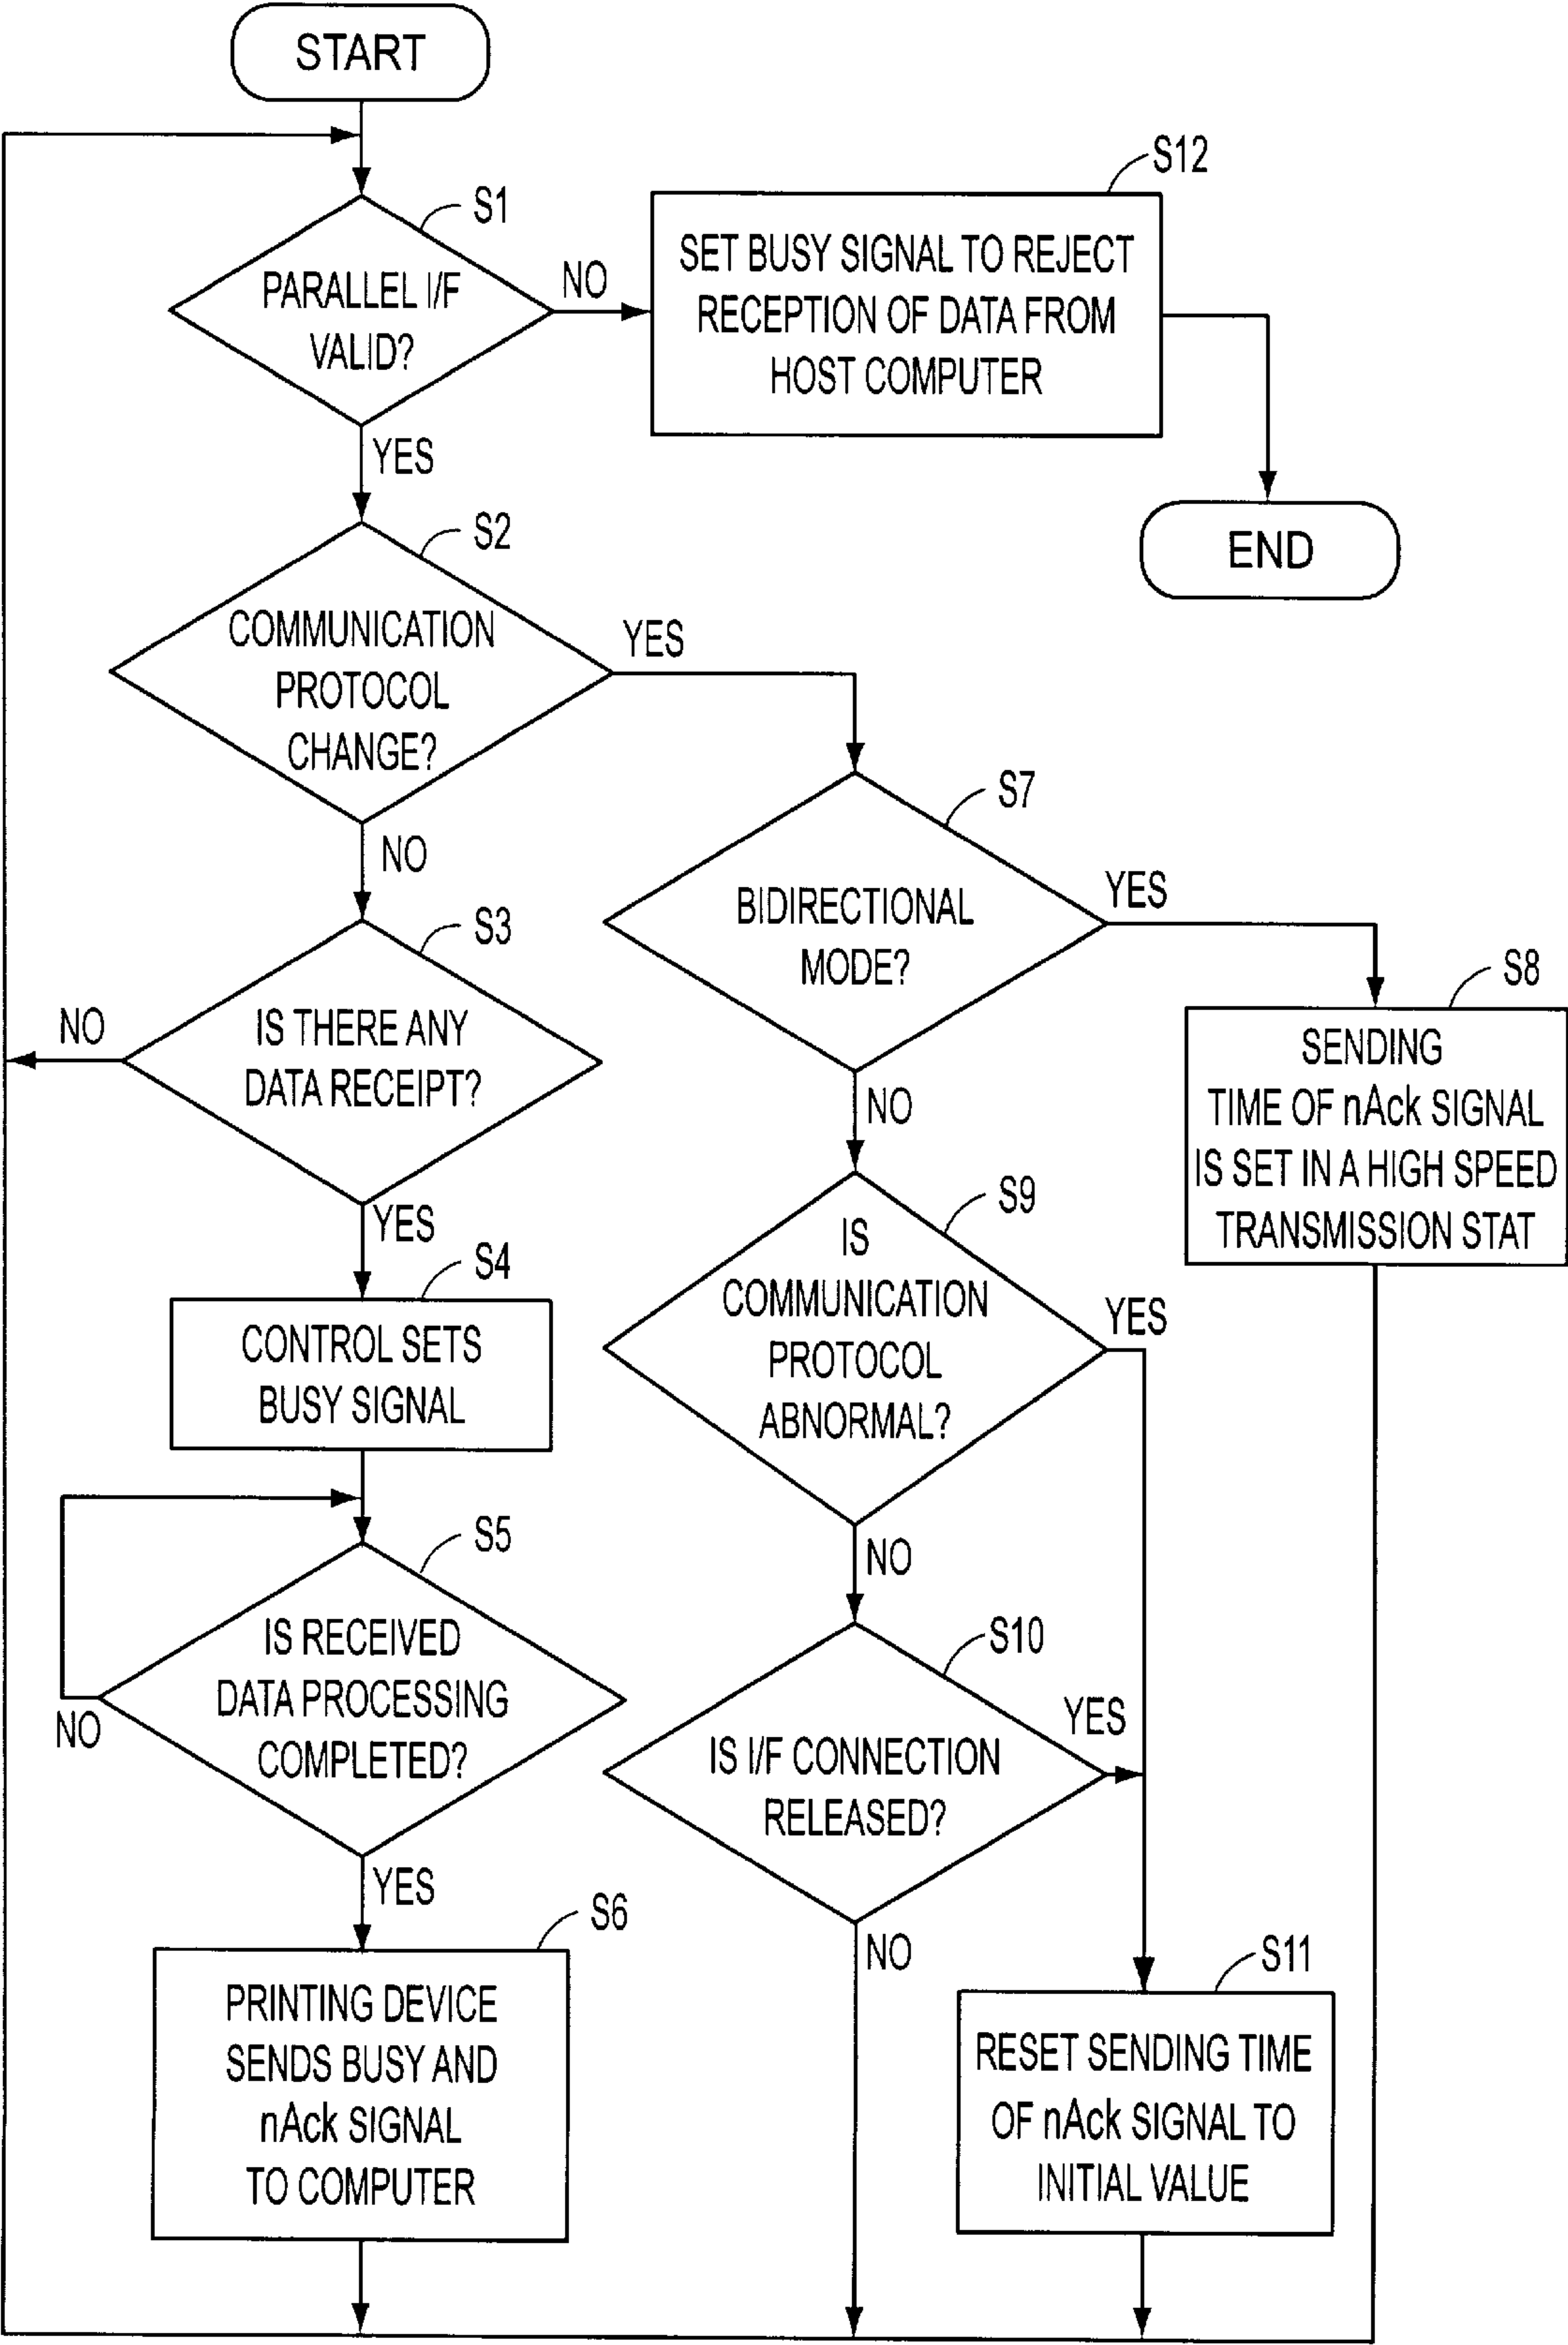 START
S1
PARALLEL I/F
VALID?
NO
YES
S12
SET BUSY SIGNAL TO REJECT
RECEPTION OF DATA FROM
HOST COMPUTER
END
S2
COMMUNICATION
PROTOCOL
CHANGE?
YES
NO
S3
IS THERE ANY
DATA RECEIPT?
NO
YES
S4
CONTROL SETS
BUSY SIGNAL
S5
IS RECEIVED
DATA PROCESSING
COMPLETED?
NO
YES
S6
PRINTING DEVICE
SENDS BUSY AND
nAck SIGNAL
TO COMPUTER
S7
BIDIRECTIONAL
MODE?
YES
NO
S8
SENDING
TIME OF nAck SIGNAL
IS SET IN A HIGH SPEED
TRANSMISSION STAT
S9
IS
COMMUNICATION
PROTOCOL
ABNORMAL?
YES
NO
S10
IS I/F CONNECTION
RELEASED?
YES
NO
S11
RESET SENDING TIME
OF nAck SIGNAL TO
INITIAL VALUE